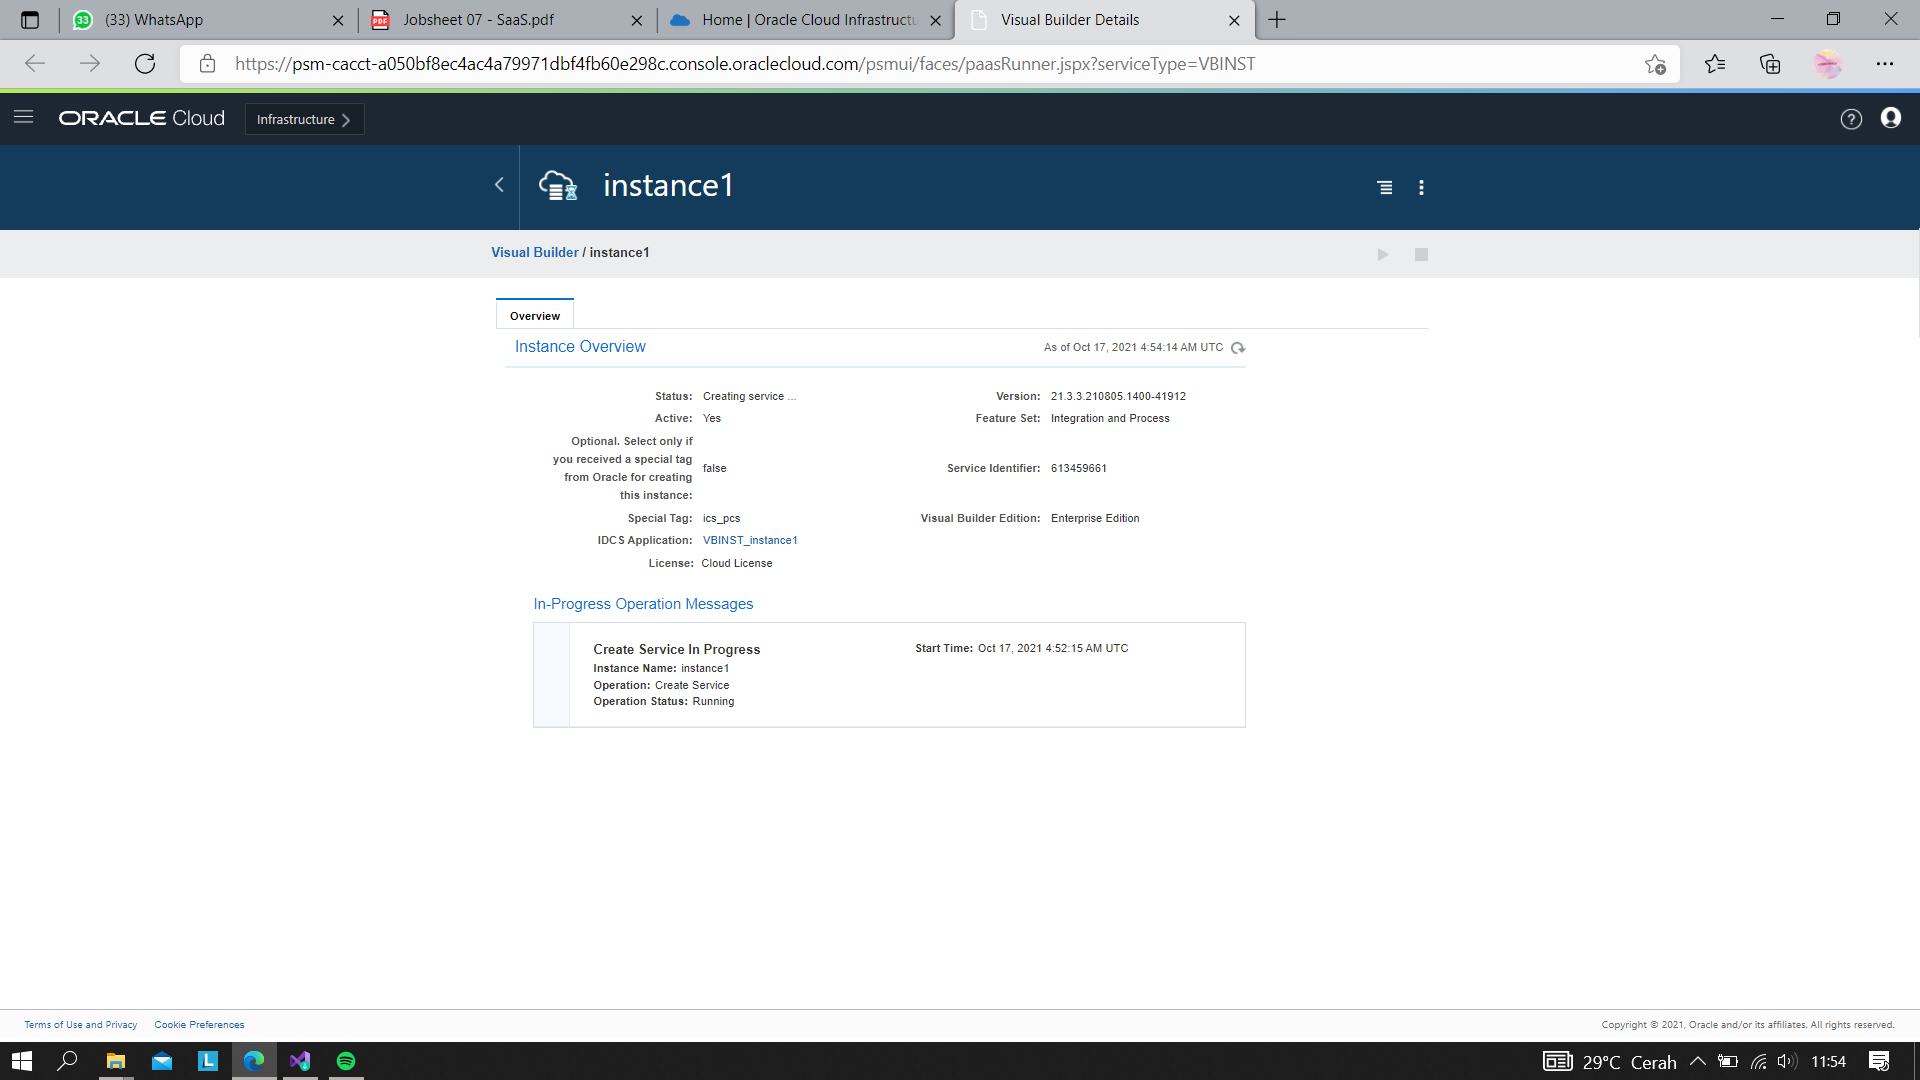 33
(33) WhatsApp
PDF
Jobsheet 07 - SaaS.pdf
Home | Oracle Cloud Infrastructu
Visual Builder Details
https://psm-cacct-a050bf8ec4ac4a79971dbf4fb60e298c.console.oraclecloud.com/psmui/faces/paasRunner.jspx?serviceType=VBINST
ORACLE Cloud
Infrastructure
instance1
Visual Builder / instance1
Overview
Instance Overview
As of Oct 17, 2021 4:54:14 AM UTC
Status: Creating service ...
Version: 21.3.3.210805.1400-41912
Active: Yes
Feature Set: Integration and Process
Optional. Select only if
you received a special tag
from Oracle for creating
this instance:
false
Service Identifier: 613459661
Special Tag: ics_pcs
Visual Builder Edition: Enterprise Edition
IDCS Application: VBINST_instance1
License: Cloud License
In-Progress Operation Messages
Create Service In Progress
Start Time: Oct 17, 2021 4:52:15 AM UTC
Instance Name: instance1
Operation: Create Service
Operation Status: Running
Terms of Use and Privacy
Cookie Preferences
Copyright © 2021, Oracle and/or its affiliates. All rights reserved.
L
29°C Cerah
11:54